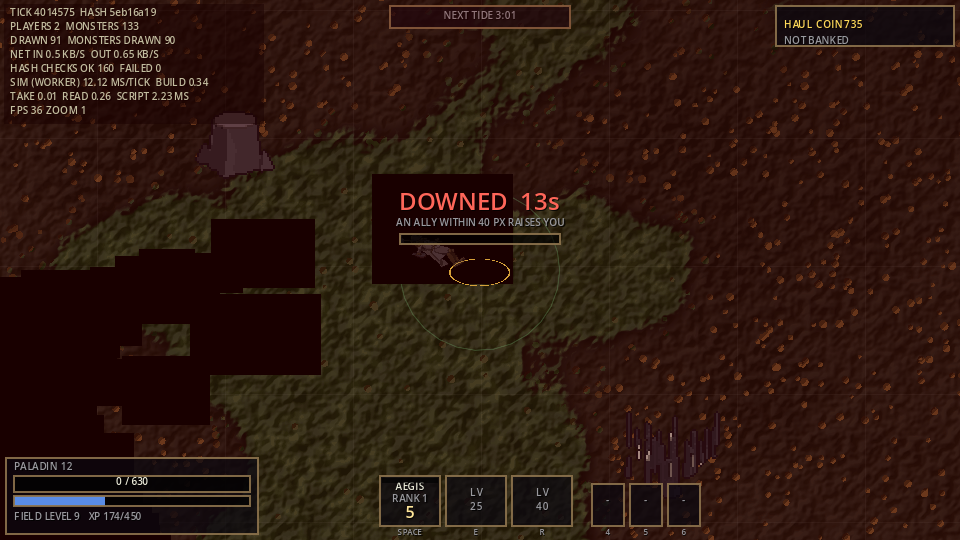 TICK 4014575 HASH 5eb16a19
PLAYERS 2 MONSTERS 133
DRAWN 91 MONSTERS DRAWN 90
NET IN 0.5 KB/S OUT 0.65 KB/S
HASH CHECKS OK 160 FAILED 0
SIM (WORKER) 12.12 MS/TICK BUILD 0.34
TAKE 0.01 READ 0.26 SCRIPT 2.23 MS
FPS 36 ZOOM 1
NEXT TIDE 3:01
HAUL COIN 735
NOT BANKED
DOWNED 13s
AN ALLY WITHIN 40 PX RAISES YOU
PALADIN 12
0 / 630
FIELD LEVEL 9 XP 174/450
AEGIS
RANK 1
5
SPACE
LV
25
E
LV
40
R
-
4
-
5
-
6